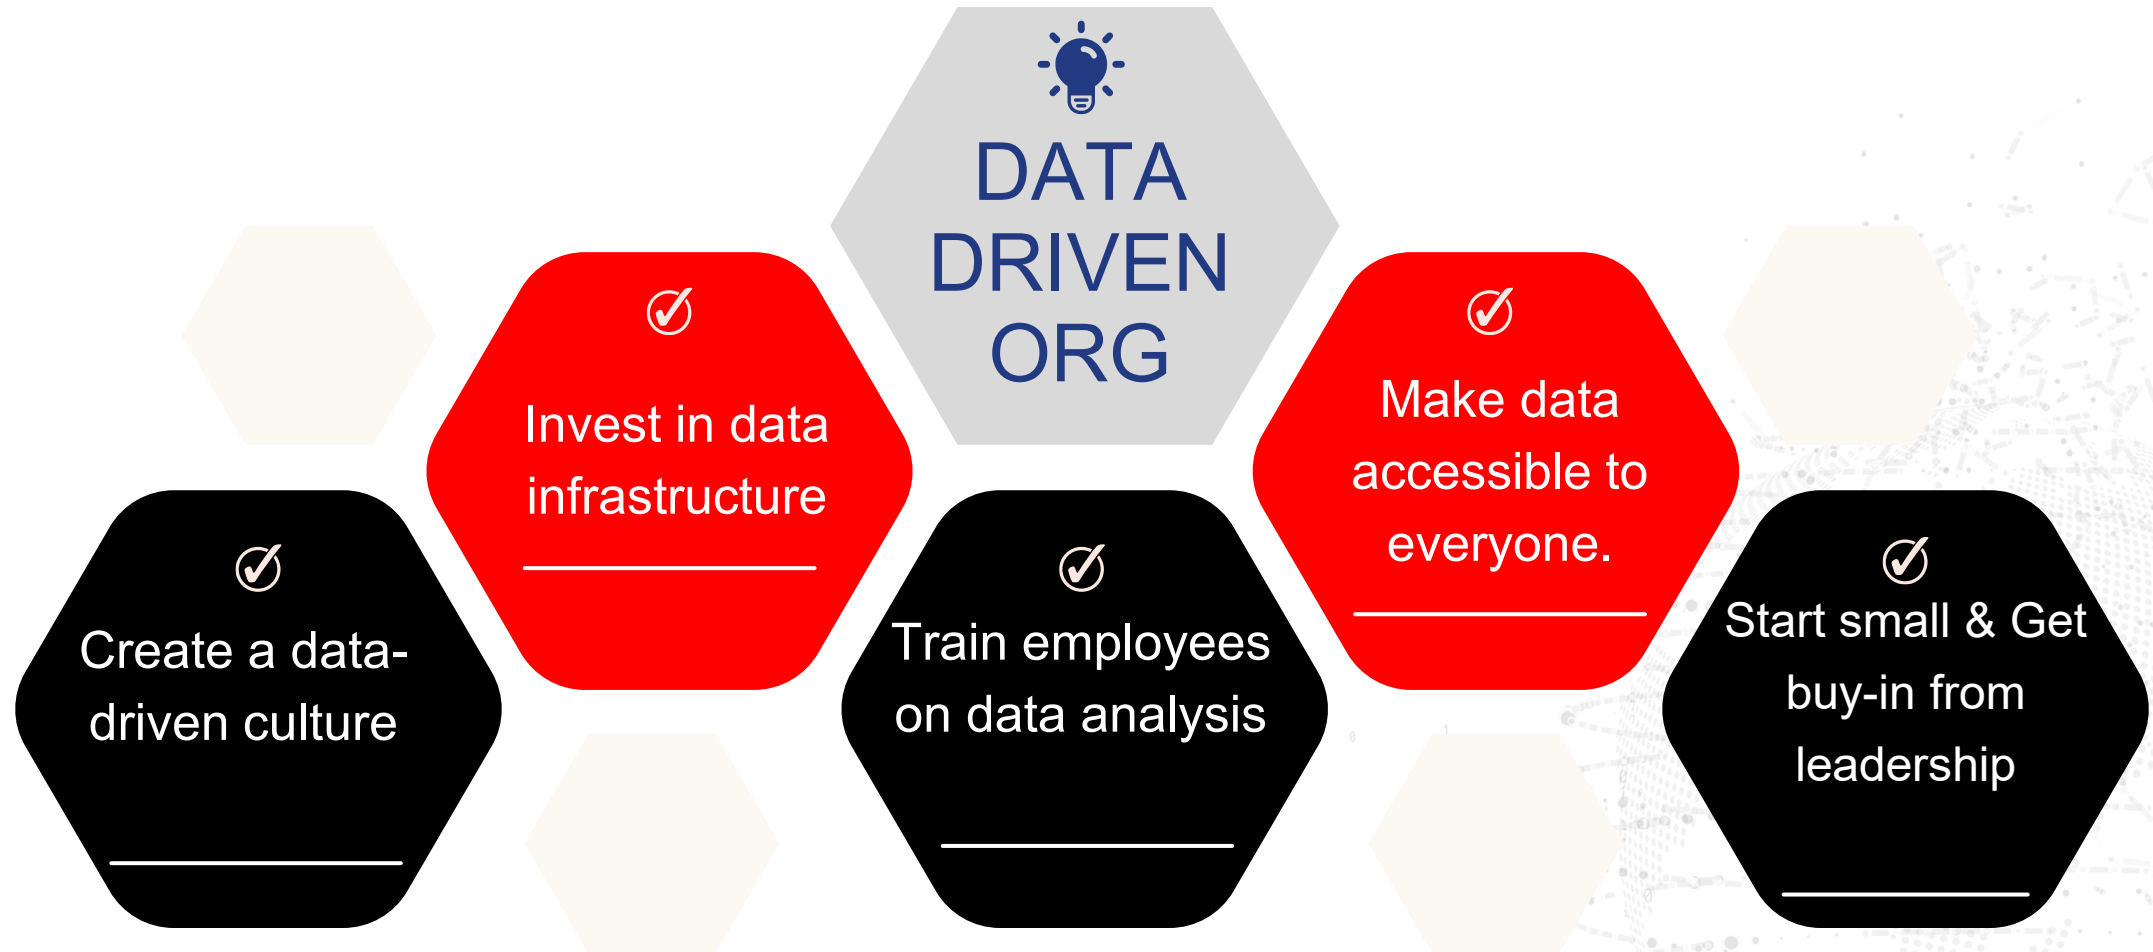 DATA
DRIVEN
ORG
Create a data-
driven culture
Invest in data
infrastructure
Train employees
on data analysis
Make data
accessible to
everyone.
Start small & Get
buy-in from
leadership